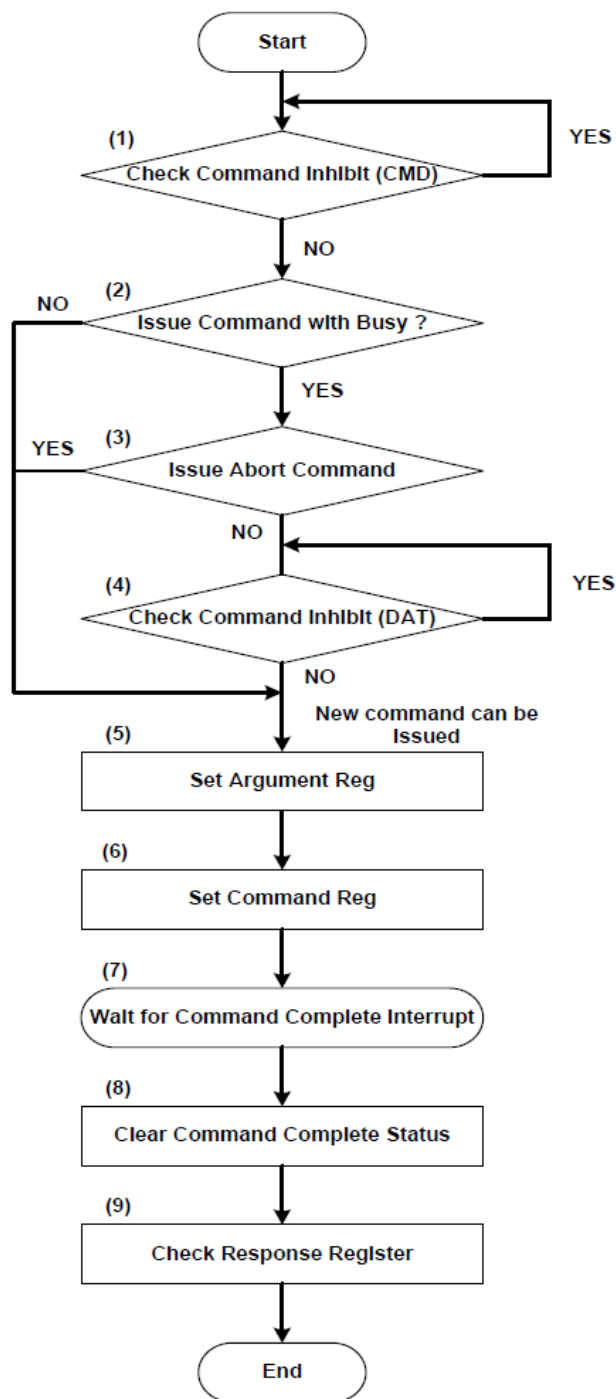 Start
(1)
YES
Check Command Inhibit (CMD)
NO
(2)
NO
Issue Command with Busy ?
YES
(3)
YES
Issue Abort Command
NO
YES
(4)
Check Command Inhibit (DAT)
NO
New command can be
Issued
(5)
Set Argument Reg
(6)
Set Command Reg
(7)
Wait for Command Complete Interrupt
(8)
Clear Command Complete Status
(9)
Check Response Register
End